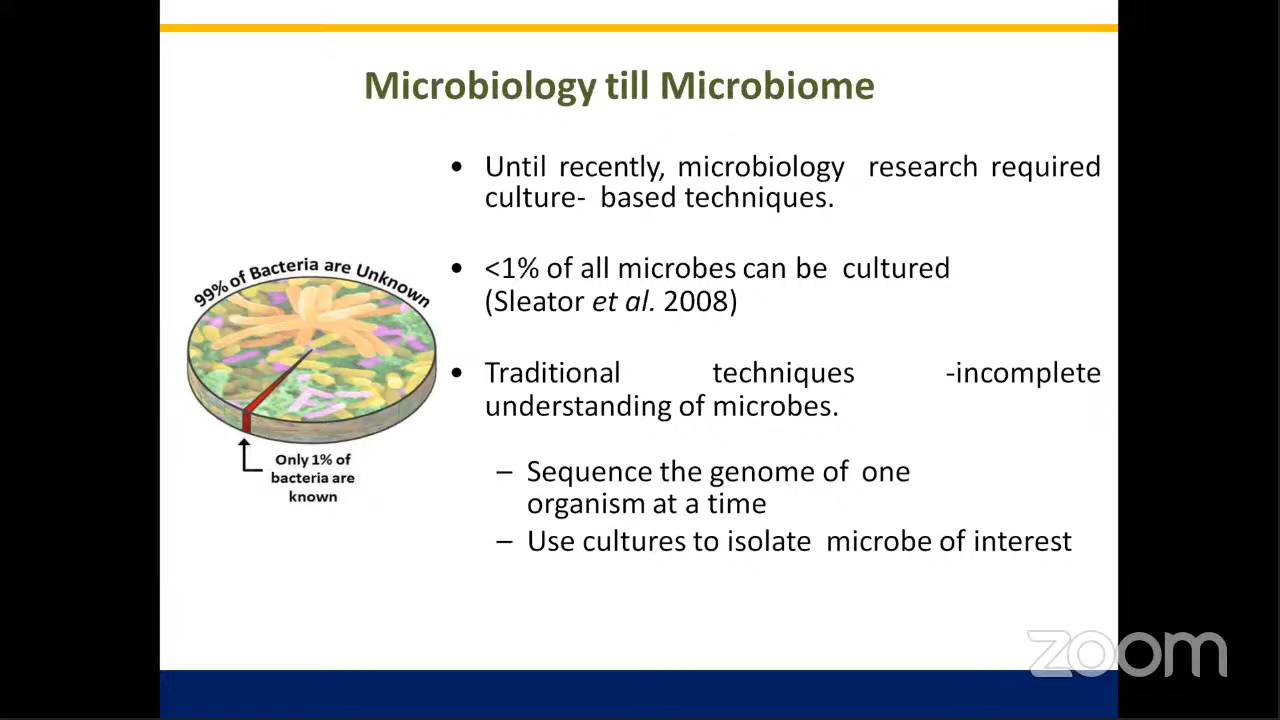 Microbiology till Microbiome
• Until recently, microbiology research required
culture- based techniques.
• <1% of all microbes can be cultured
(Sleator et al. 2008)
• Traditional techniques -incomplete
understanding of microbes.
– Sequence the genome of one
organism at a time
– Use cultures to isolate microbe of interest
99% of Bacteria are Unknown
Only 1% of
bacteria are
known
zoom